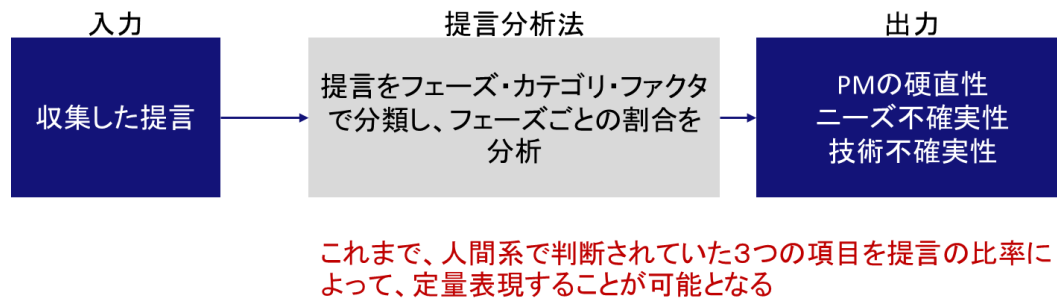 入力
提言分析法
出力
収集した提言
提言をフェーズ・カテゴリ・ファクタ
で分類し、フェーズごとの割合を
分析
PMの硬直性
ニーズ不確実性
技術不確実性
これまで、人間系で判断されていた3つの項目を提言の比率に
よって、定量表現することが可能となる